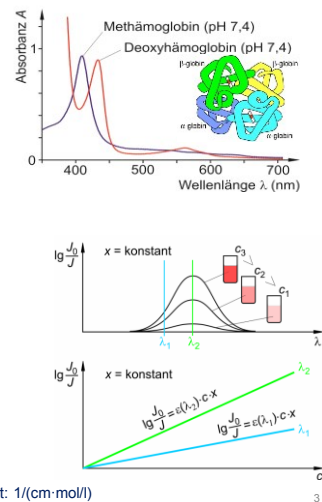 Absorbanz A
Methämoglobin (pH 7,4)
Deoxyhämoglobin (pH 7,4)
β-globin
β-globin
α-globin
α-globin
1
0
400
500
600
700
Wellenlänge λ (nm)
lg J₀/J
x = konstant
c₃ >
c₂ >
c₁
λ₁
λ₂
λ
lg J₀/J
x = konstant
λ₂
lg J₀/J = ε(λ₂)·c·x
lg J₀/J = ε(λ₁)·c·x
λ₁
c
t: 1/(cm·mol/l)
3